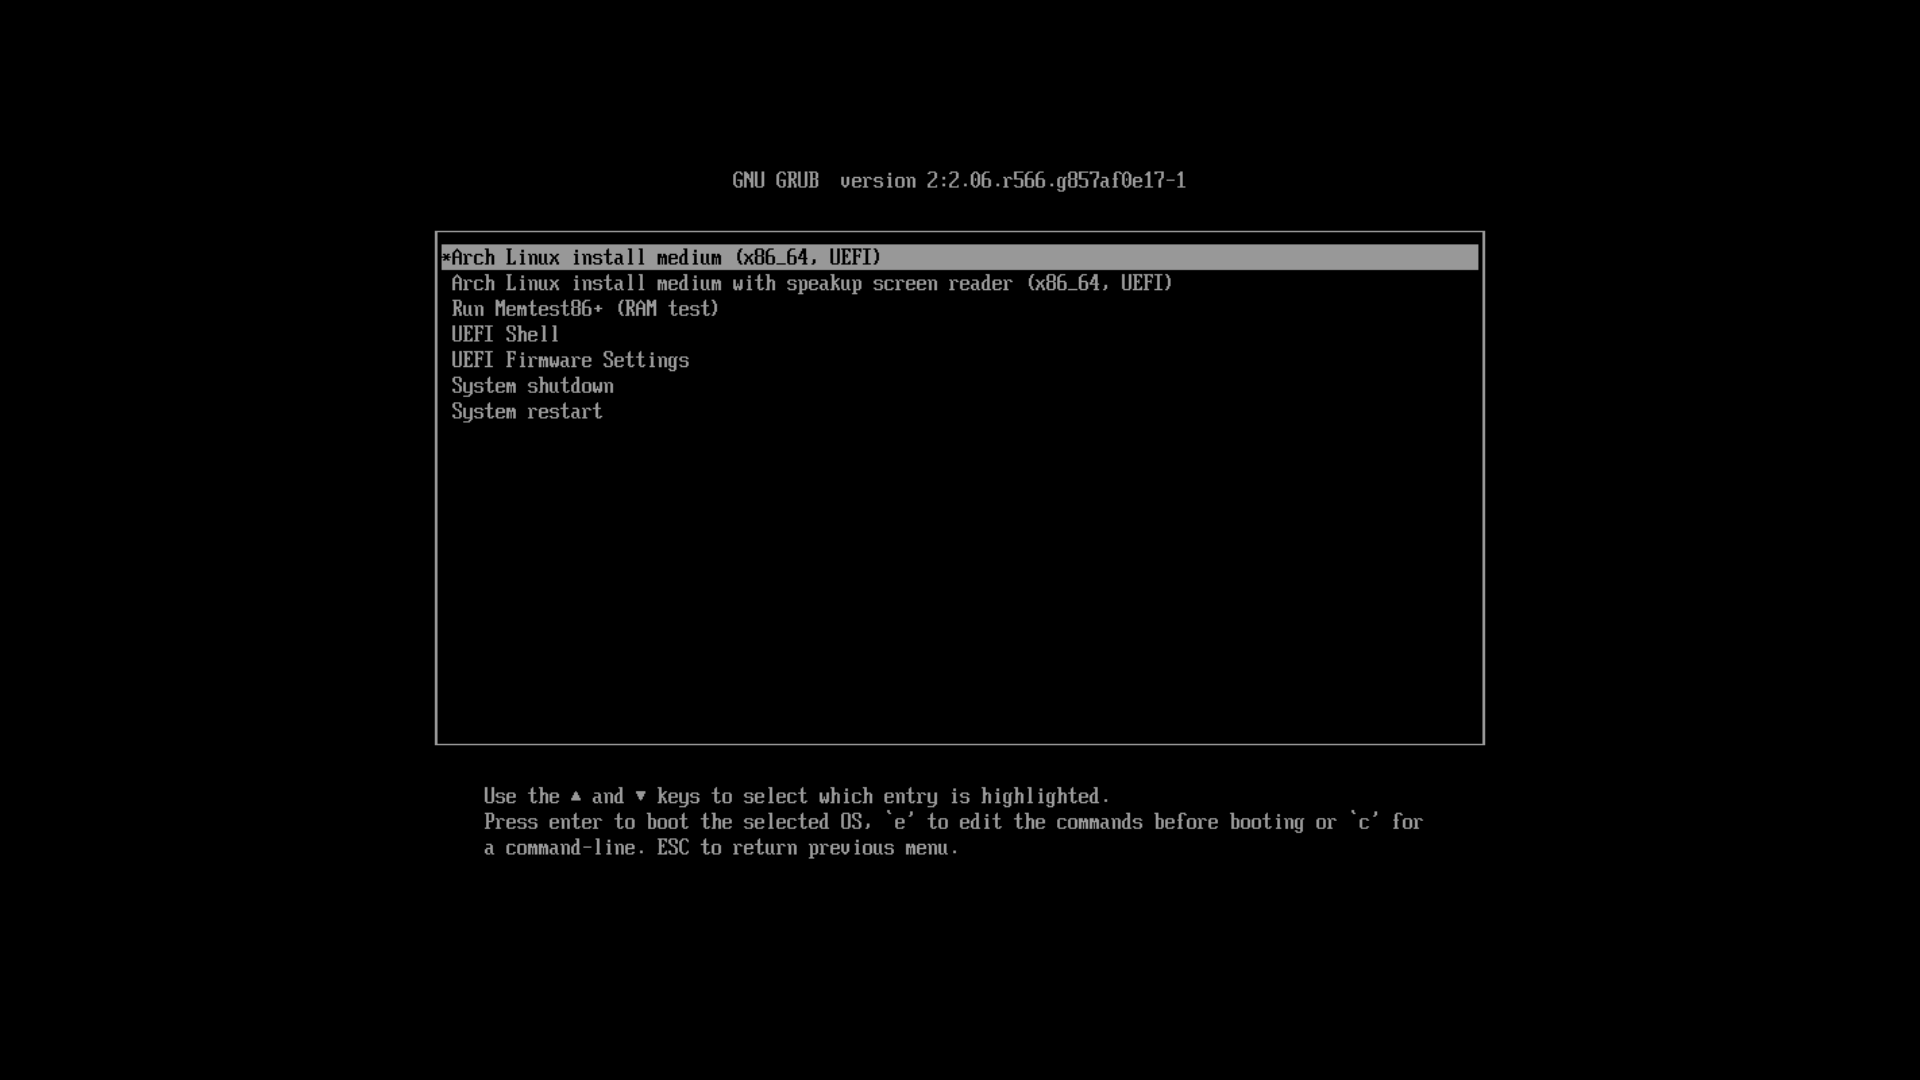 GNU GRUB  version 2:2.06.r566.g857af0e17-1
*Arch Linux install medium (x86_64, UEFI)
Arch Linux install medium with speakup screen reader (x86_64, UEFI)
Run Memtest86+ (RAM test)
UEFI Shell
UEFI Firmware Settings
System shutdown
System restart
Use the ▲ and ▼ keys to select which entry is highlighted.
Press enter to boot the selected OS, `e' to edit the commands before booting or `c' for
a command-line. ESC to return previous menu.